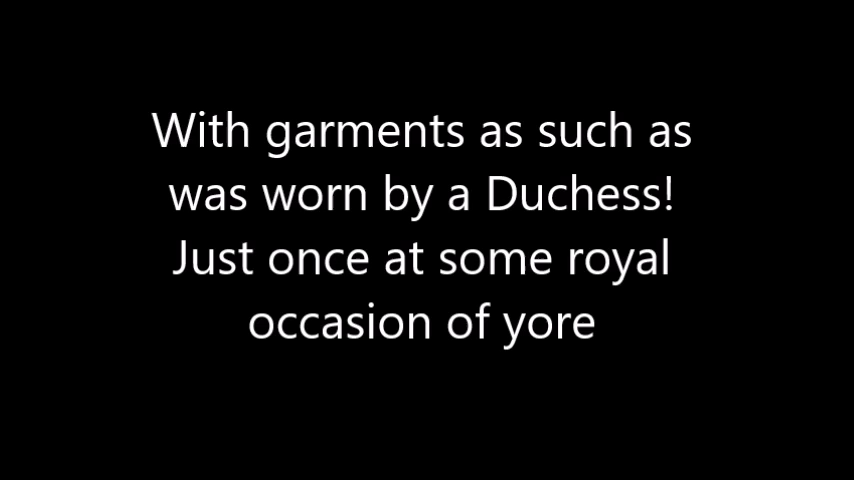 With garments as such as
was worn by a Duchess!
Just once at some royal
occasion of yore